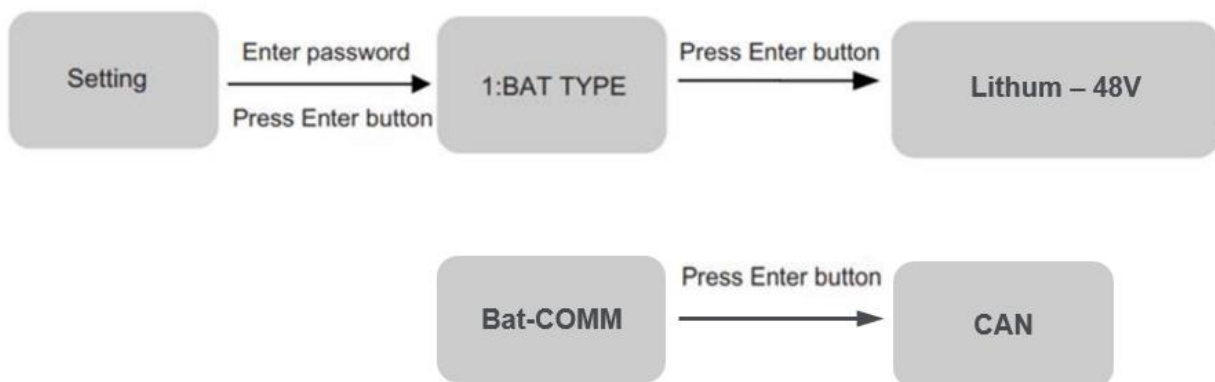 Setting
Enter password
Press Enter button
1:BAT TYPE
Press Enter button
Lithum – 48V
Bat-COMM
Press Enter button
CAN